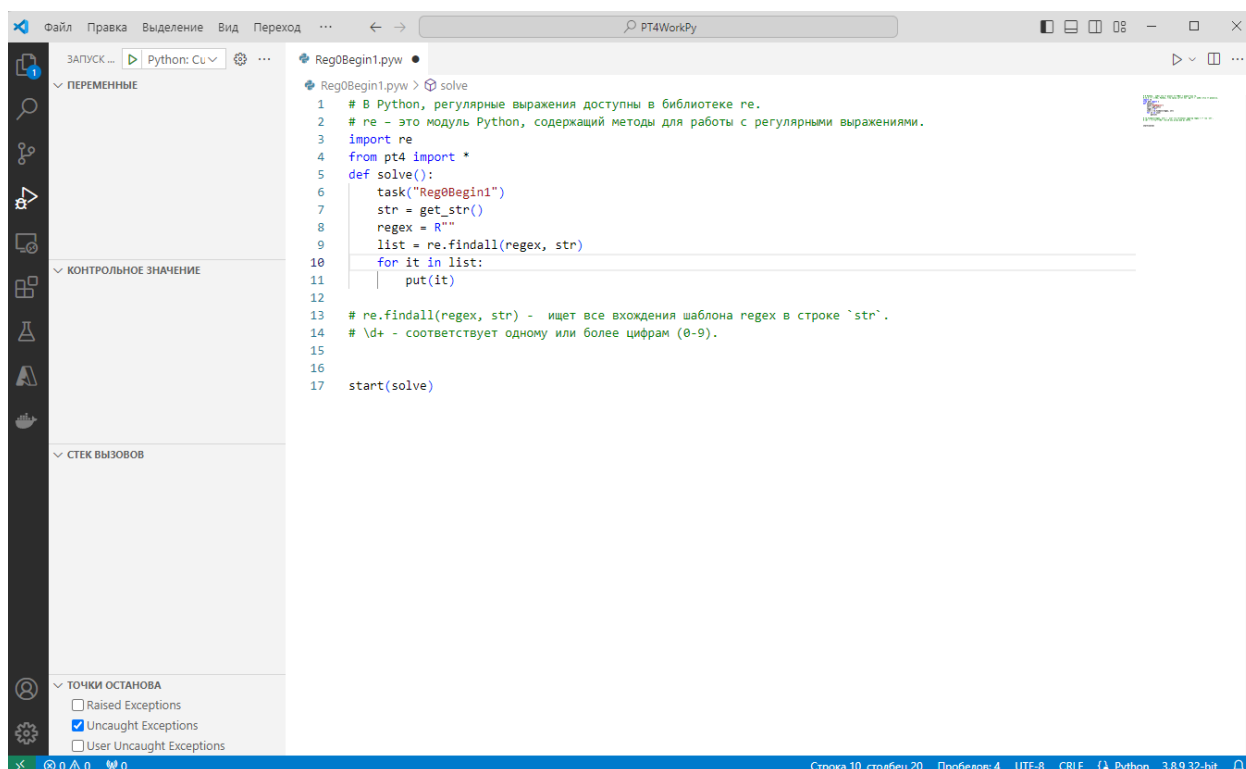 Файл Правка Выделение Вид Переход ··· PT4WorkPy
ЗАПУСК ... Python: Cu ···
ПЕРЕМЕННЫЕ
КОНТРОЛЬНОЕ ЗНАЧЕНИЕ
СТЕК ВЫЗОВОВ
ТОЧКИ ОСТАНОВА
Raised Exceptions
Uncaught Exceptions
User Uncaught Exceptions
1
Reg0Begin1.pyw
Reg0Begin1.pyw > solve
1 # В Python, регулярные выражения доступны в библиотеке re.
2 # re – это модуль Python, содержащий методы для работы с регулярными выражениями.
3 import re
4 from pt4 import *
5 def solve():
6 task("Reg0Begin1")
7 str = get_str()
8 regex = R""
9 list = re.findall(regex, str)
10 for it in list:
11 put(it)
12
13 # re.findall(regex, str) - ищет все вхождения шаблона regex в строке `str`.
14 # \d+ - соответствует одному или более цифрам (0-9).
15
16
17 start(solve)
0 0 0 Строка 10, столбец 20 Пробелов: 4 UTF-8 CRLF Python 3.8.9 32-bit